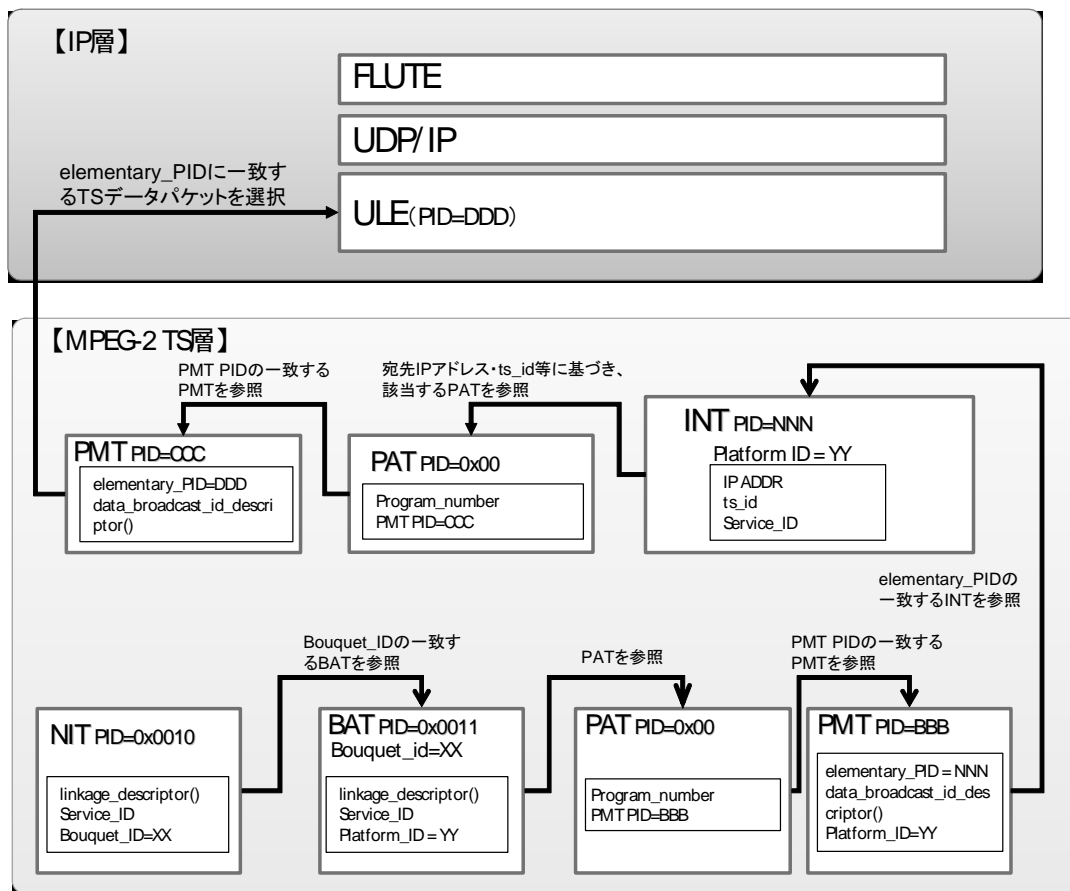 【IP層】
FLUTE
UDP/IP
elementary_PIDに一致す
るTSデータパケットを選択
ULE(PID=DDD)
【MPEG-2 TS層】
PMT PIDの一致する
PMTを参照
宛先IPアドレス・ts_id等に基づき、
該当するPATを参照
INT PID=NNN
Platform ID = YY
IP ADDR
ts_id
Service_ID
PMT PID=CCC
elementary_PID=DDD
data_broadcast_id_descri
ptor()
PAT PID=0x00
Program_number
PMT PID=CCC
elementary_PIDの
一致するINTを参照
Bouquet_IDの一致す
るBATを参照
PATを参照
PMT PIDの一致する
PMTを参照
NIT PID=0x0010
linkage_descriptor()
Service_ID
Bouquet_ID=XX
BAT PID=0x0011
Bouquet_id=XX
linkage_descriptor()
Service_ID
Platform_ID = YY
PAT PID=0x00
Program_number
PMT PID=BBB
PMT PID=BBB
elementary_PID = NNN
data_broadcast_id_des
criptor()
Platform_ID=YY